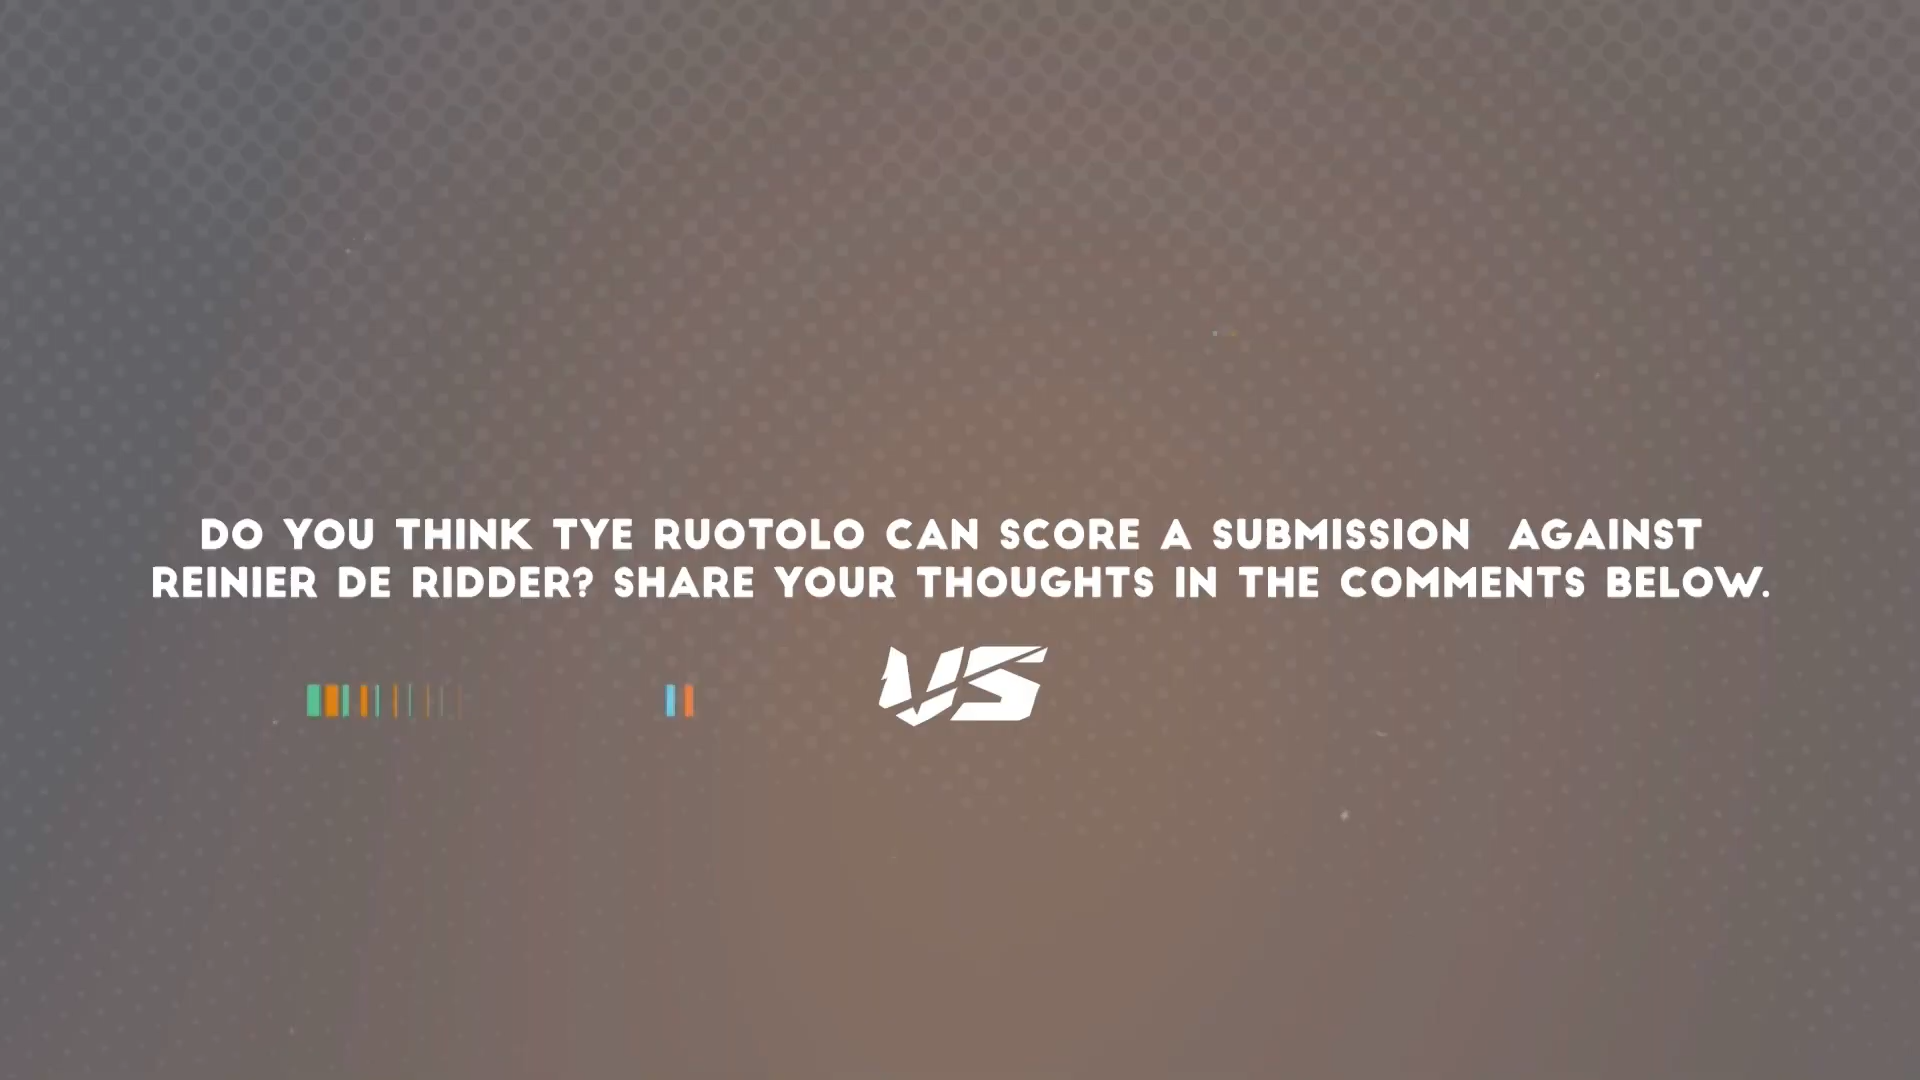 DO YOU THINK TYE RUOTOLO CAN SCORE A SUBMISSION AGAINST
REINIER DE RIDDER? SHARE YOUR THOUGHTS IN THE COMMENTS BELOW.
VS